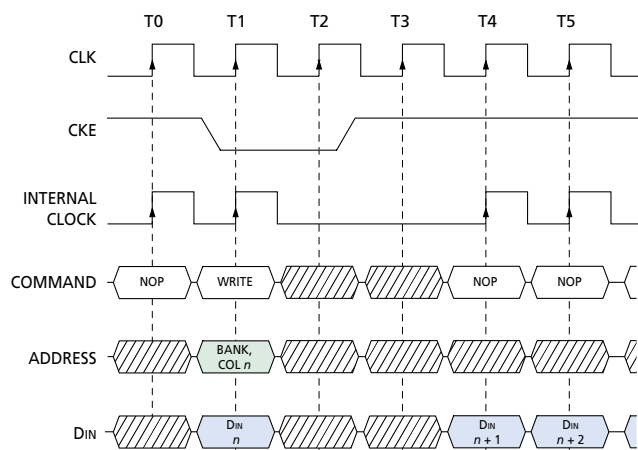 T0 T1 T2 T3 T4 T5
CLK
CKE
INTERNAL
CLOCK
COMMAND NOP WRITE NOP NOP
ADDRESS BANK,
COL n
DIN DIN
n DIN
n + 1 DIN
n + 2